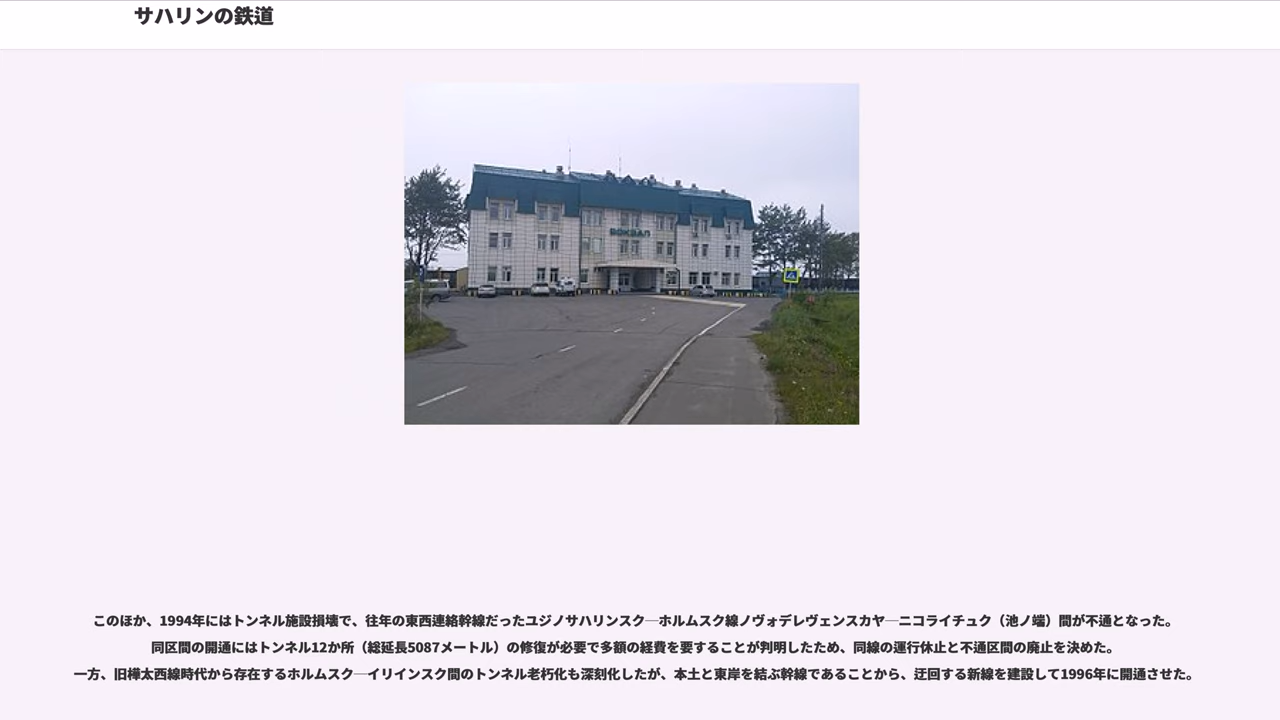 サハリンの鉄道
ВОКЗАЛ
このほか、1994年にはトンネル施設損壊で、往年の東西連絡幹線だったユジノサハリンスク─ホルムスク線ノヴォデレヴェンスカヤ─ニコライチュク（池ノ端）間が不通となった。
同区間の開通にはトンネル12か所（総延長5087メートル）の修復が必要で多額の経費を要することが判明したため、同線の運行休止と不通区間の廃止を決めた。
一方、旧樺太西線時代から存在するホルムスク─イリインスク間のトンネル老朽化も深刻化したが、本土と東岸を結ぶ幹線であることから、迂回する新線を建設して1996年に開通させた。